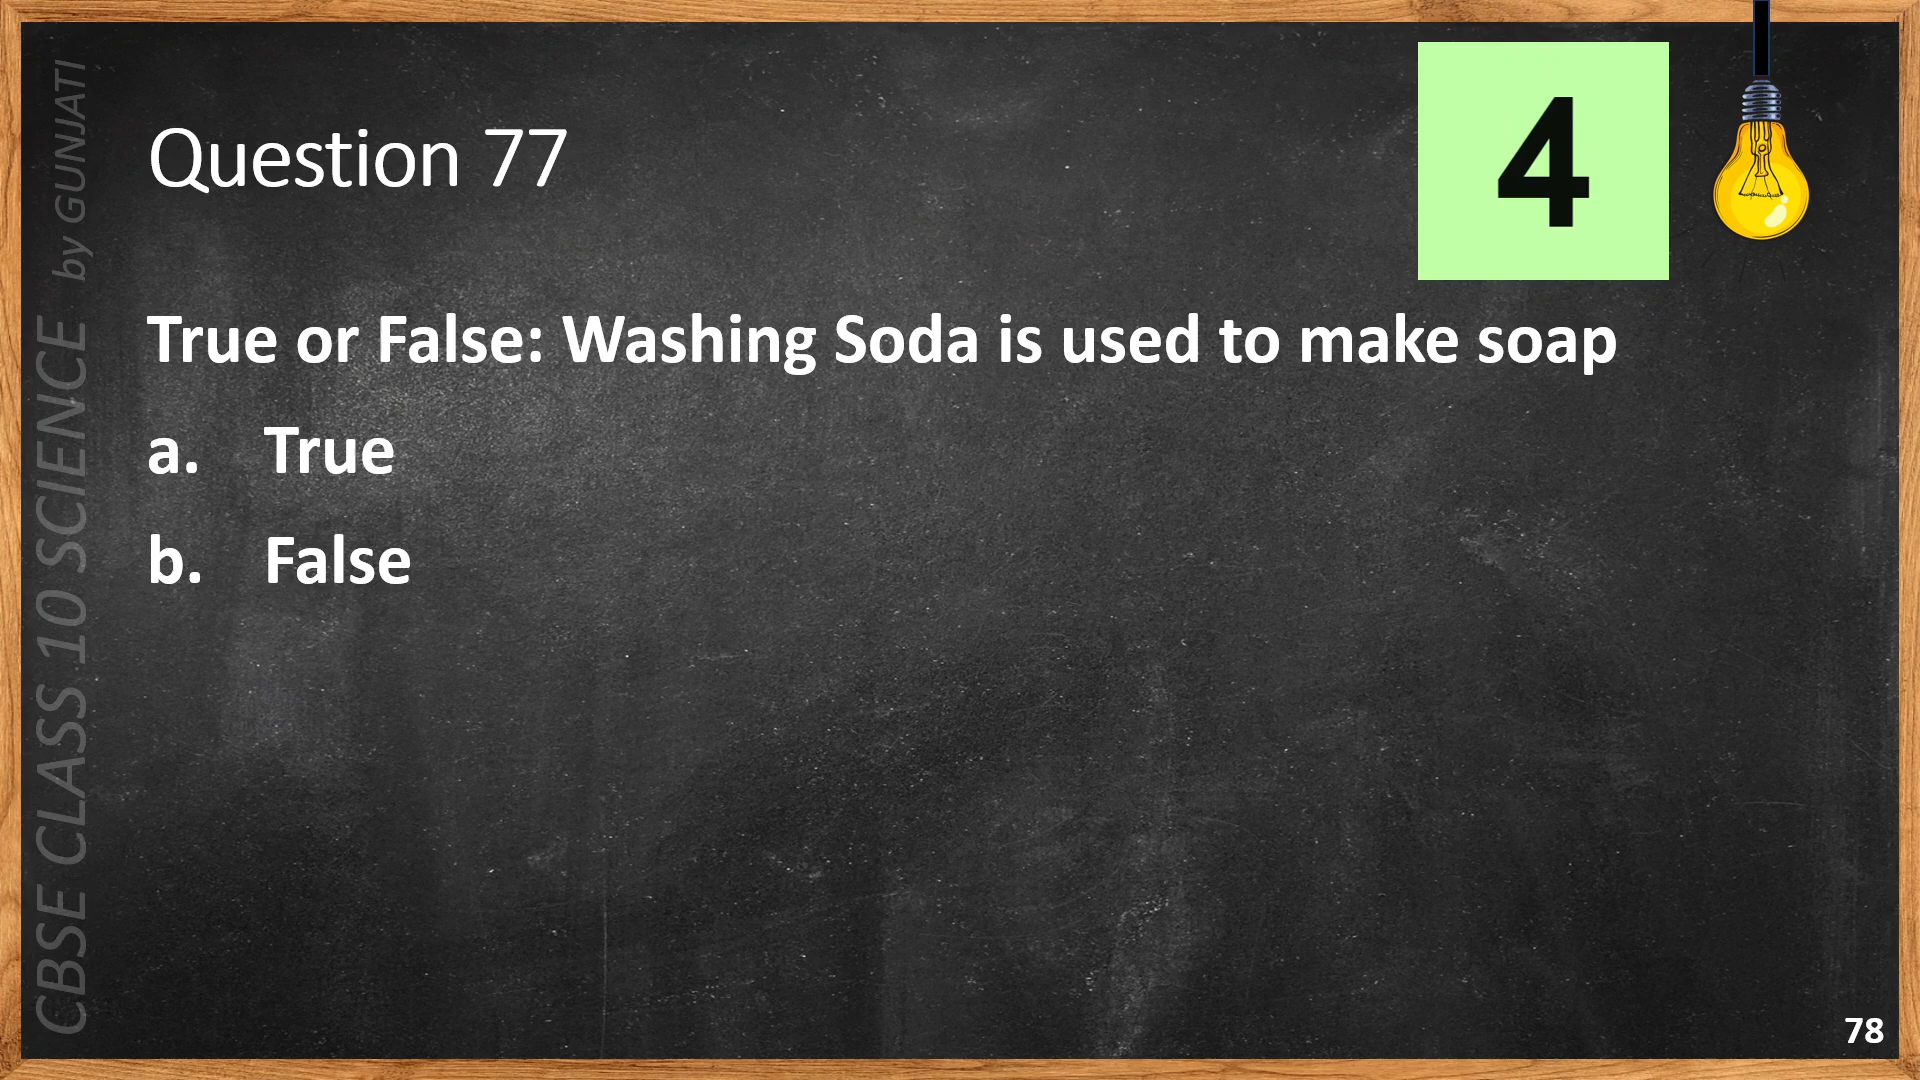 Question 77
4
True or False: Washing Soda is used to make soap
a. True
b. False
CBSE CLASS 10 SCIENCE by GUNJATI
78